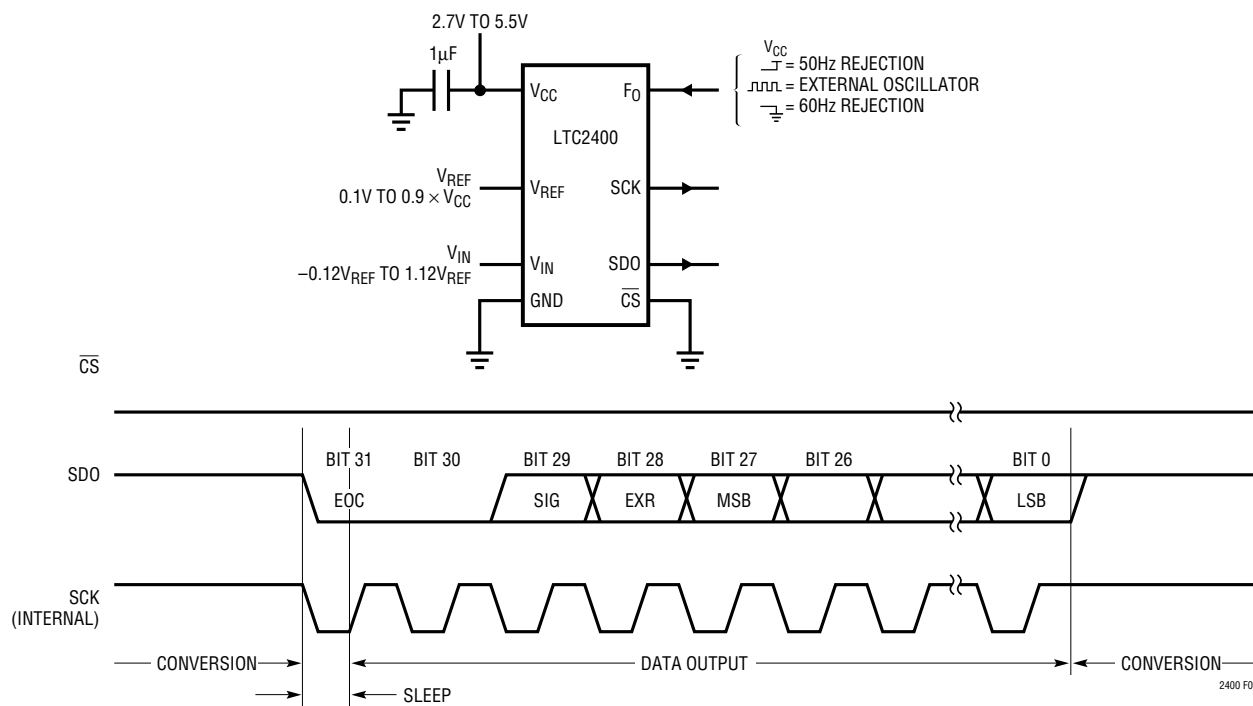 2.7V TO 5.5V
1µF
VCC
FO
LTC2400
VCC
= 50Hz REJECTION
= EXTERNAL OSCILLATOR
= 60Hz REJECTION
VREF
0.1V TO 0.9 × VCC
VREF
SCK
VIN
–0.12VREF TO 1.12VREF
VIN
SDO
GND
CS
CS
SDO
BIT 31
BIT 30
BIT 29
BIT 28
BIT 27
BIT 26
BIT 0
EOC
SIG
EXR
MSB
LSB
SCK
(INTERNAL)
CONVERSION
DATA OUTPUT
CONVERSION
SLEEP
2400 F0